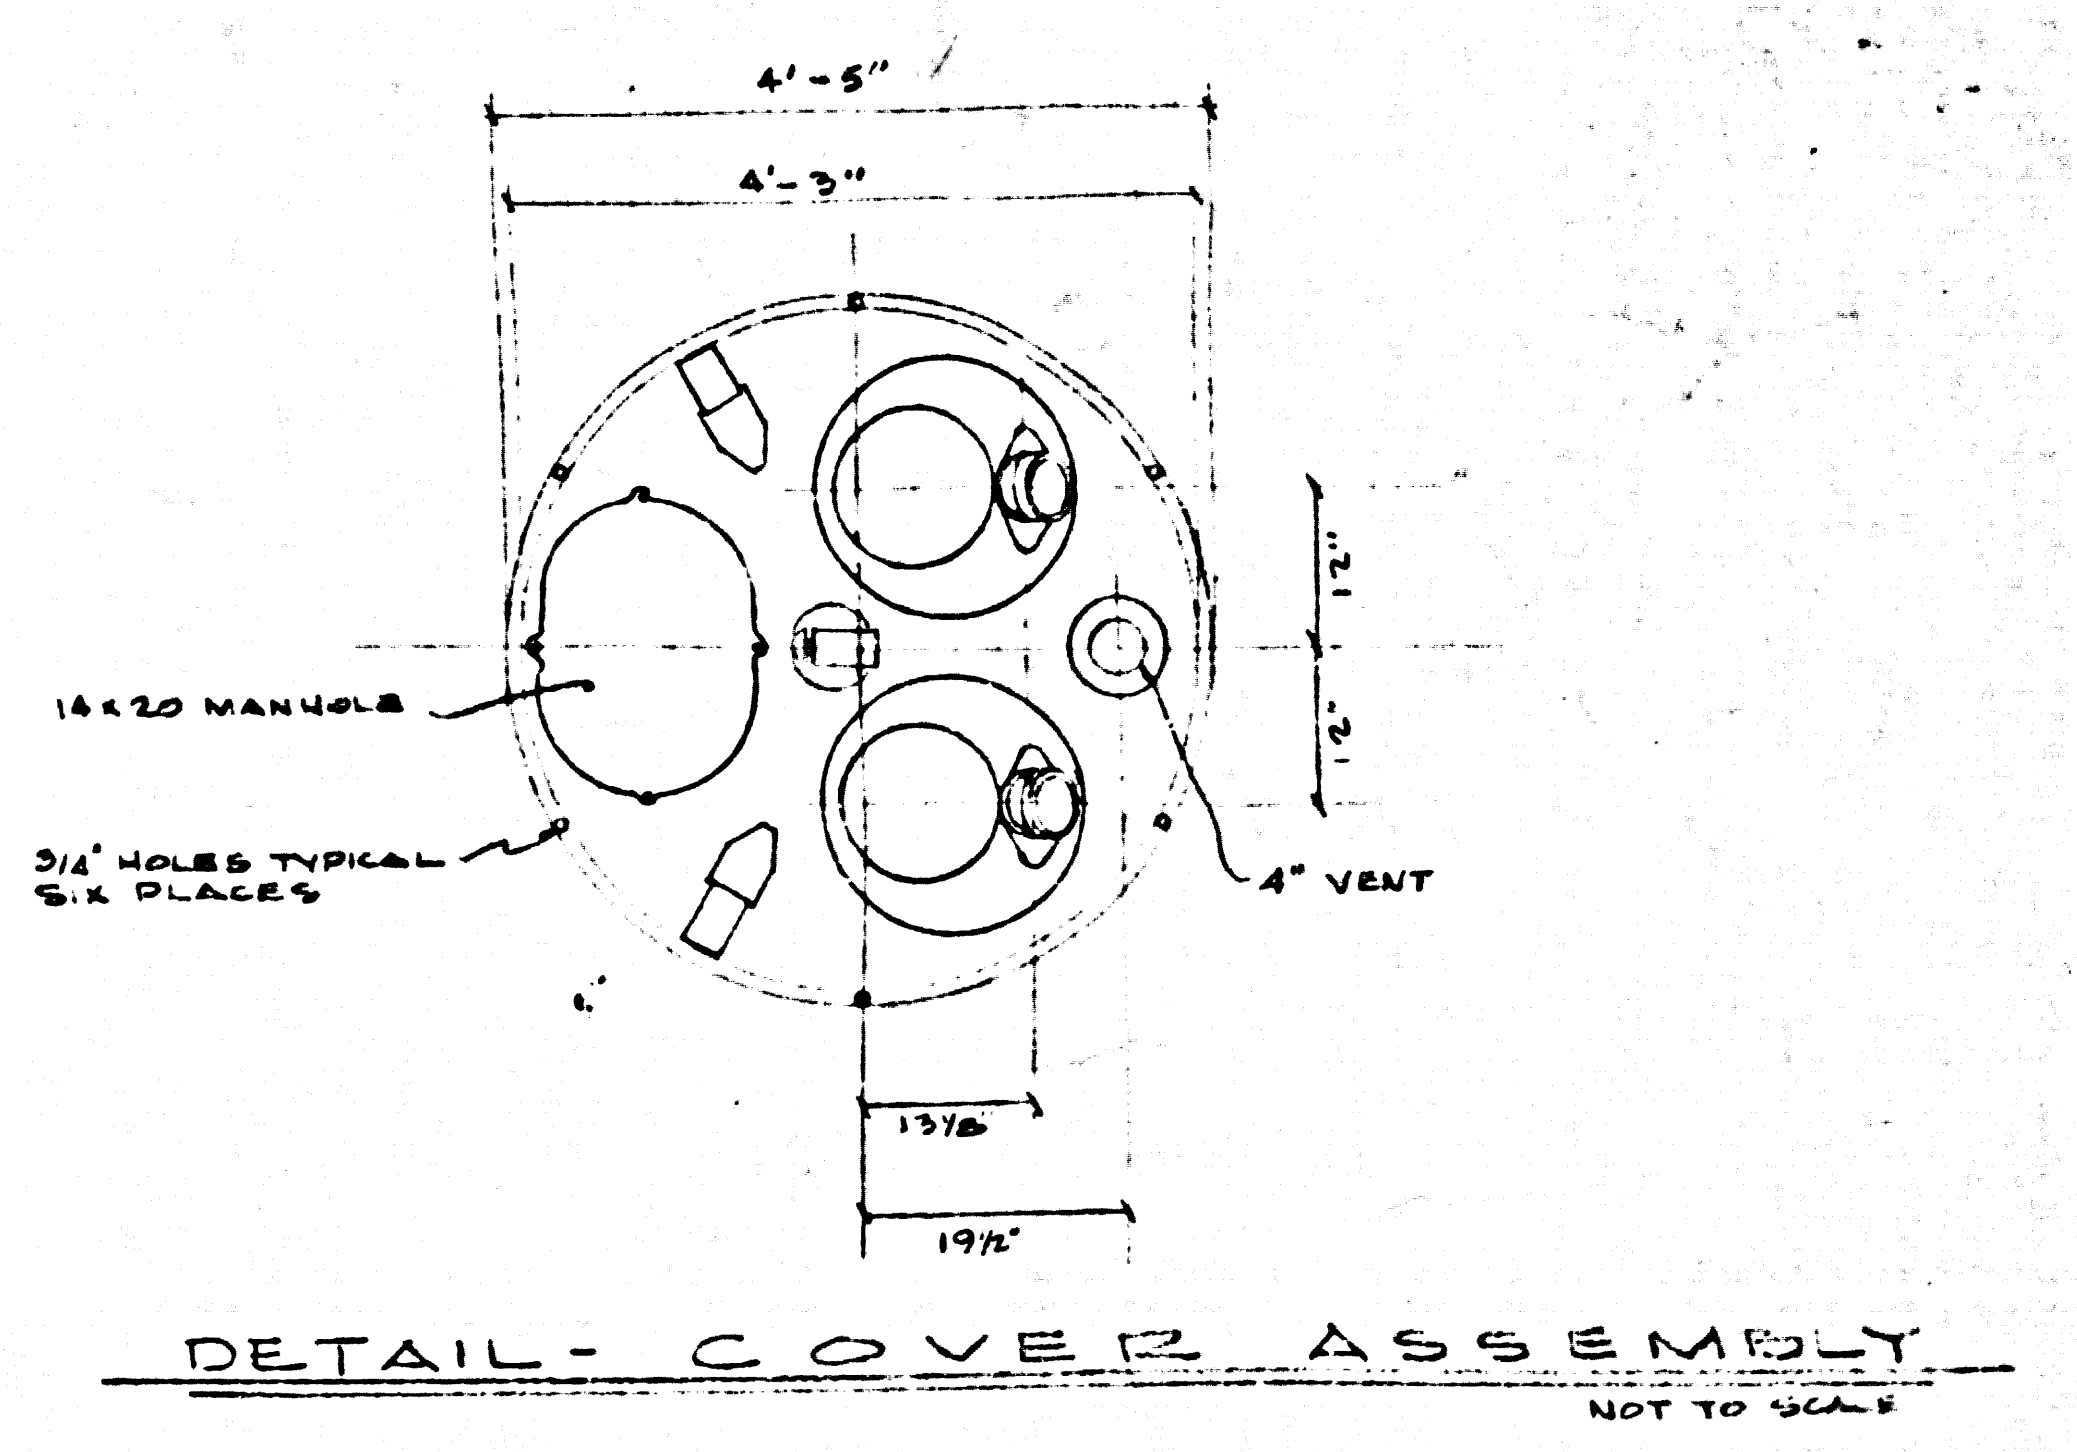 4'-5"
4'-3"
12"
14x20 MANHOLE
12"
3/4" HOLES TYPICAL
SIX PLACES
4" VENT
13 1/8"
19 1/2"
DETAIL- COVER ASSEMBLY
NOT TO SCALE